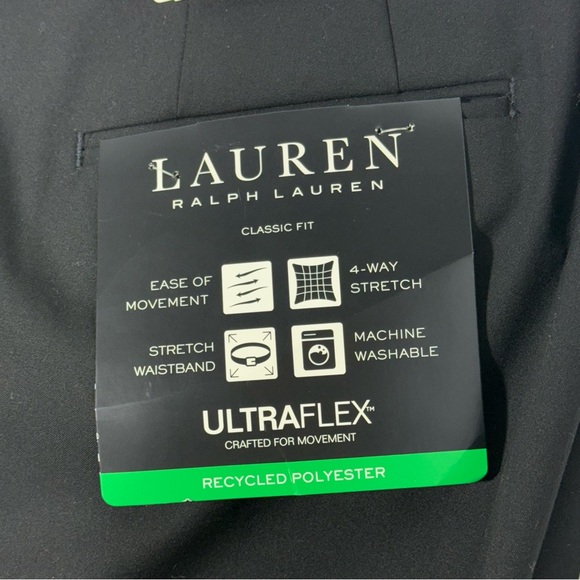 LAUREN
RALPH LAUREN
CLASSIC FIT
EASE OF
MOVEMENT
4-WAY
STRETCH
STRETCH
WAISTBAND
MACHINE
WASHABLE
ULTRAFLEX™
CRAFTED FOR MOVEMENT
RECYCLED POLYESTER